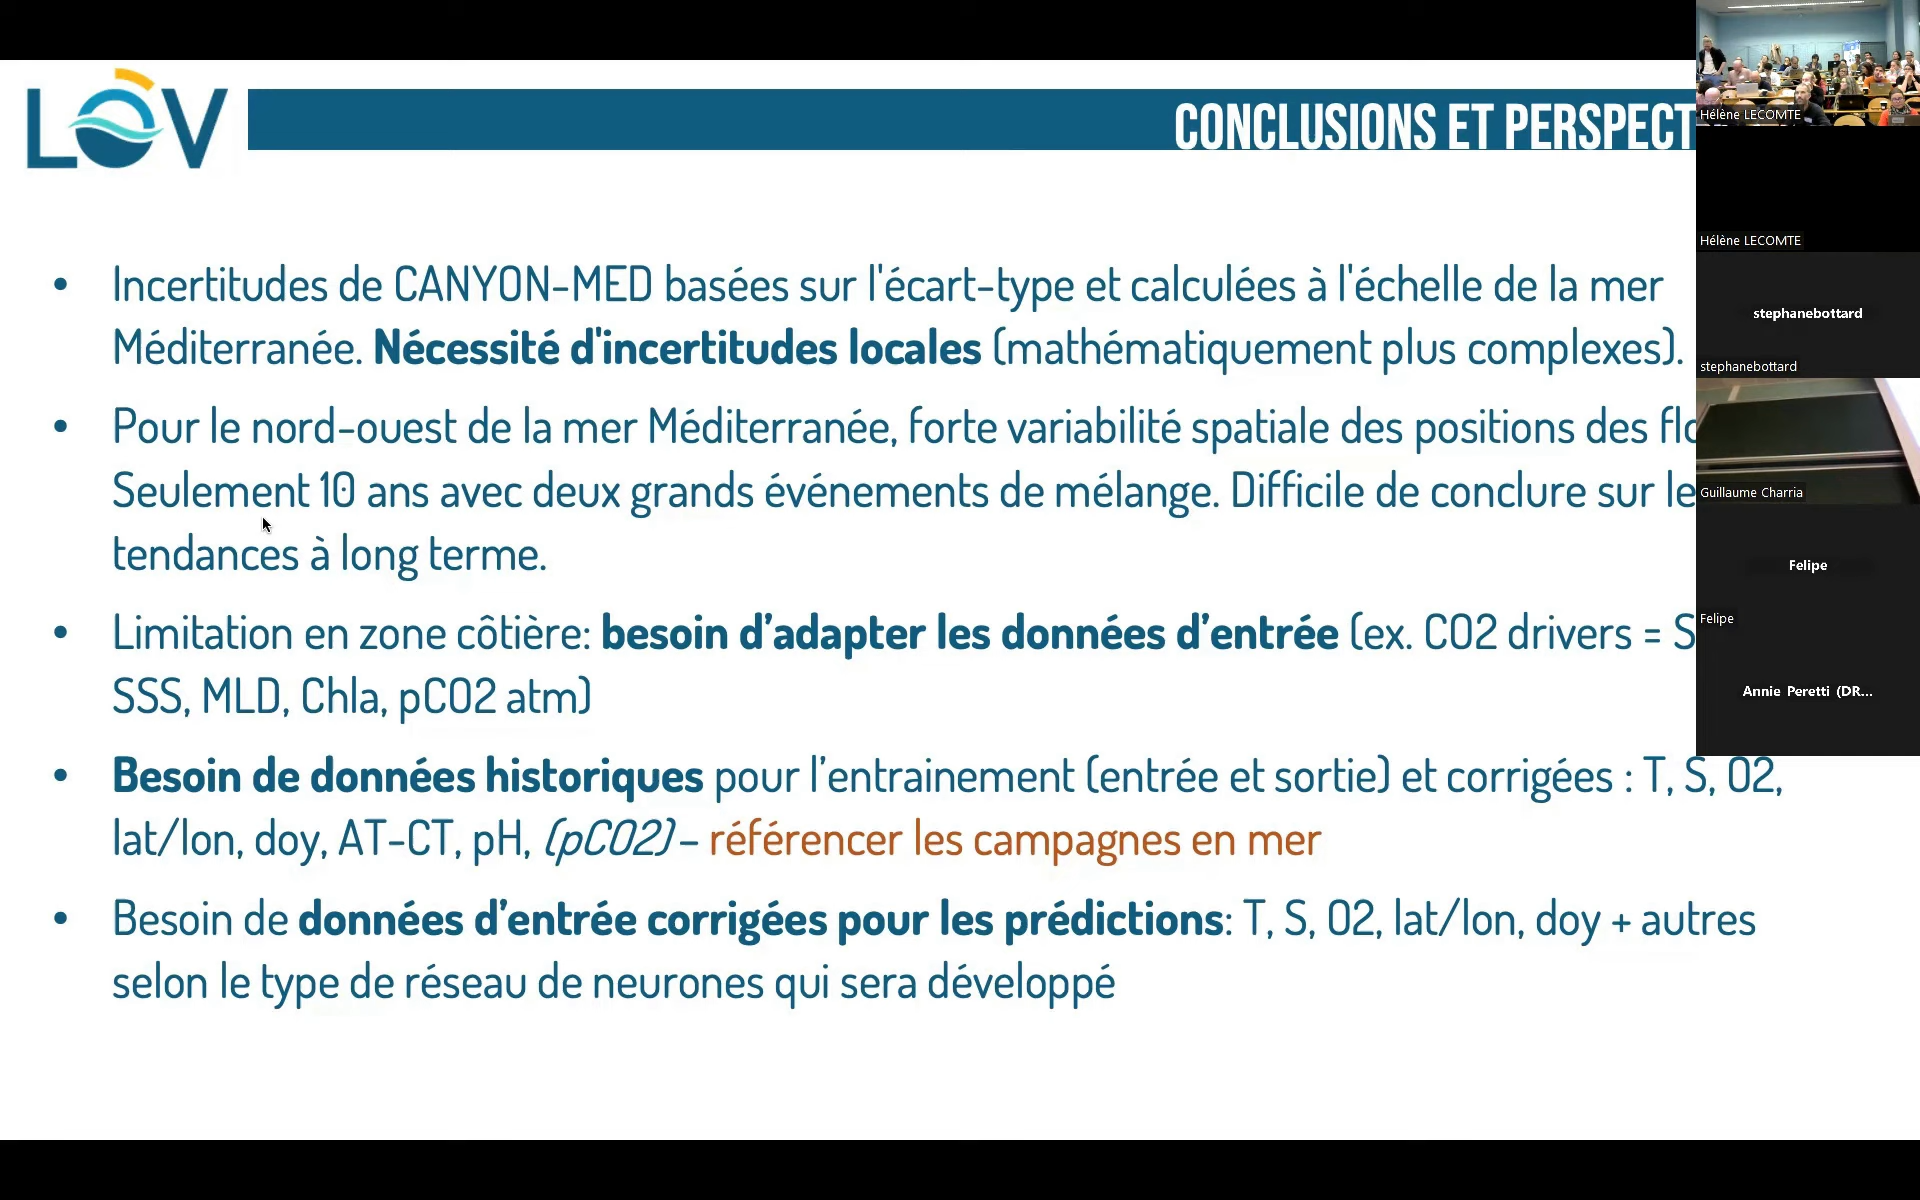 LOV
CONCLUSIONS ET PERSPECT
• Incertitudes de CANYON-MED basées sur l'écart-type et calculées à l'échelle de la mer
Méditerranée. Nécessité d'incertitudes locales (mathématiquement plus complexes).
• Pour le nord-ouest de la mer Méditerranée, forte variabilité spatiale des positions des flo
Seulement 10 ans avec deux grands événements de mélange. Difficile de conclure sur le
tendances à long terme.
• Limitation en zone côtière: besoin d’adapter les données d’entrée (ex. CO2 drivers = S
SSS, MLD, Chla, pCO2 atm)
• Besoin de données historiques pour l’entrainement (entrée et sortie) et corrigées : T, S, O2,
lat/lon, doy, AT-CT, pH, (pCO2) – référencer les campagnes en mer
• Besoin de données d’entrée corrigées pour les prédictions: T, S, O2, lat/lon, doy + autres
selon le type de réseau de neurones qui sera développé
Hélène LECOMTE
Hélène LECOMTE
stephanebottard
stephanebottard
Guillaume Charria
Felipe
Felipe
Annie Peretti (DR...